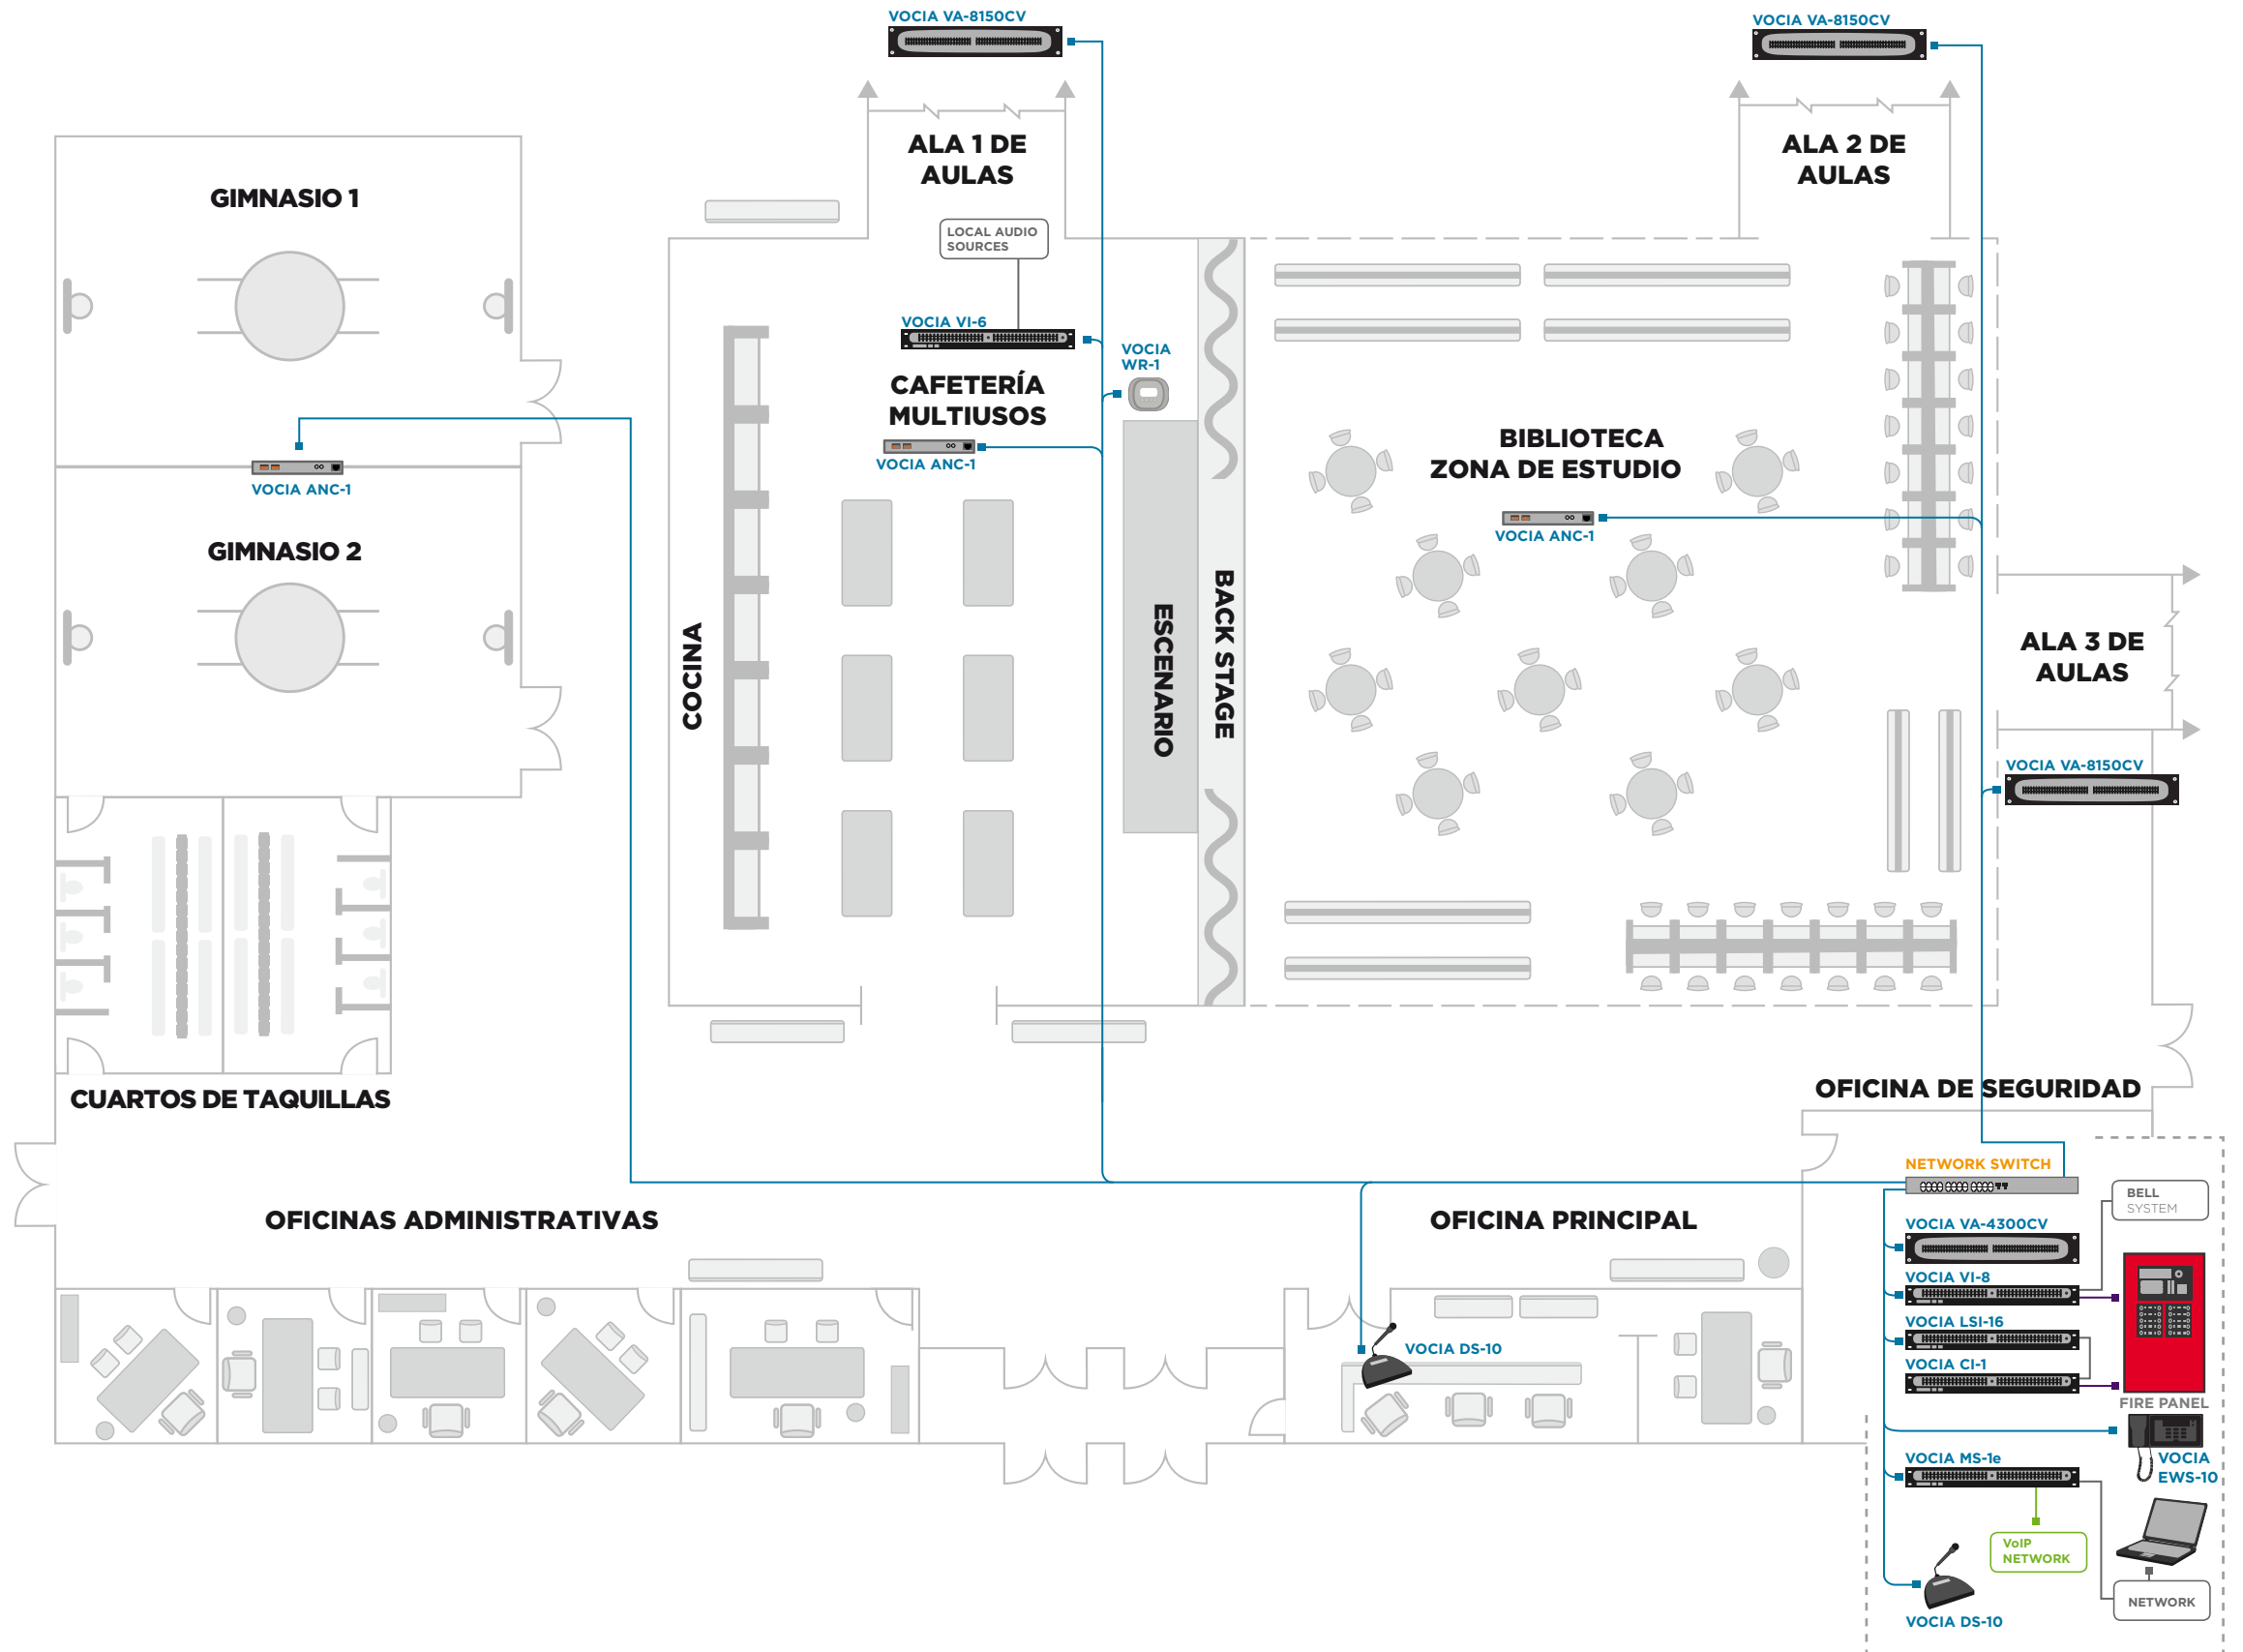 VOCIA VA-8150CV
VOCIA VA-8150CV
ALA 1 DE
AULAS
ALA 2 DE
AULAS
GIMNASIO 1
LOCAL AUDIO
SOURCES
VOCIA VI-6
VOCIA
WR-1
CAFETERÍA
MULTIUSOS
VOCIA ANC-1
BIBLIOTECA
ZONA DE ESTUDIO
VOCIA ANC-1
VOCIA ANC-1
GIMNASIO 2
COCINA
ESCENARIO
BACK STAGE
ALA 3 DE
AULAS
VOCIA VA-8150CV
CUARTOS DE TAQUILLAS
OFICINA DE SEGURIDAD
NETWORK SWITCH
BELL
SYSTEM
OFICINAS ADMINISTRATIVAS
OFICINA PRINCIPAL
VOCIA VA-4300CV
VOCIA VI-8
VOCIA LSI-16
VOCIA DS-10
VOCIA CI-1
FIRE PANEL
VOCIA MS-1e
VOCIA
EWS-10
VoIP
NETWORK
NETWORK
VOCIA DS-10